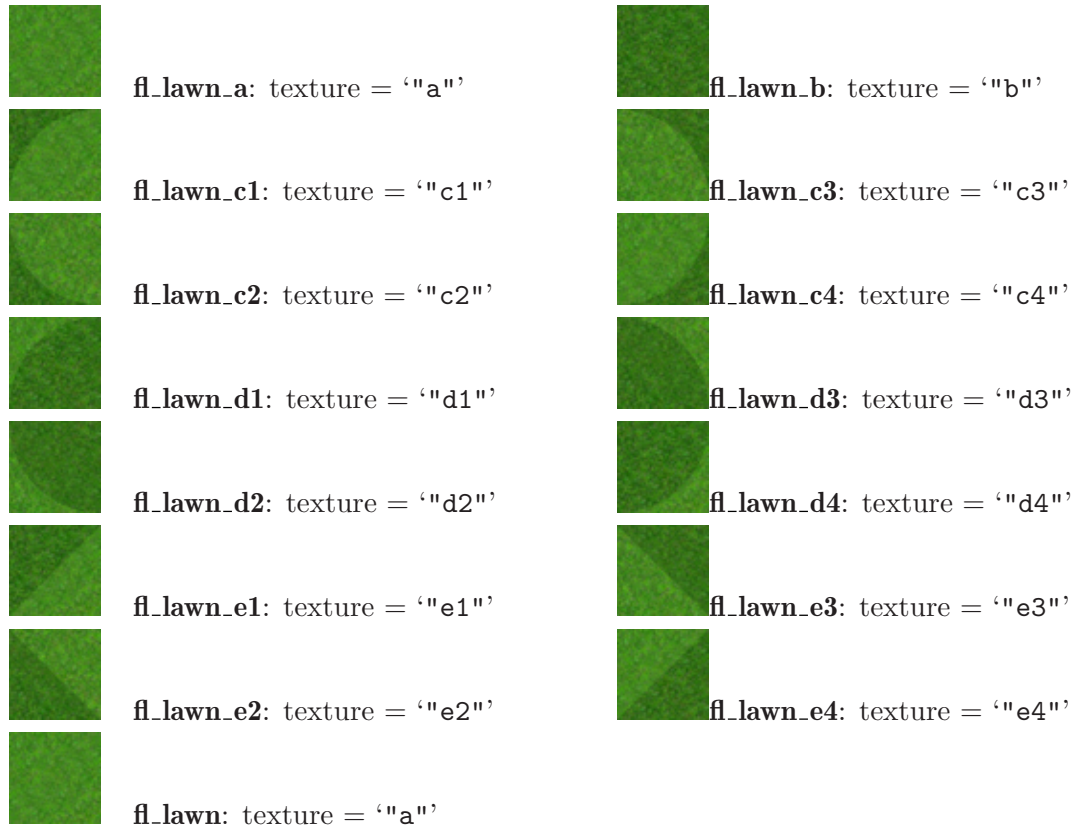 fl_lawn_a: texture = ‘"a"’ fl_lawn_b: texture = ‘"b"’
fl_lawn_c1: texture = ‘"c1"’ fl_lawn_c3: texture = ‘"c3"’
fl_lawn_c2: texture = ‘"c2"’ fl_lawn_c4: texture = ‘"c4"’
fl_lawn_d1: texture = ‘"d1"’ fl_lawn_d3: texture = ‘"d3"’
fl_lawn_d2: texture = ‘"d2"’ fl_lawn_d4: texture = ‘"d4"’
fl_lawn_e1: texture = ‘"e1"’ fl_lawn_e3: texture = ‘"e3"’
fl_lawn_e2: texture = ‘"e2"’ fl_lawn_e4: texture = ‘"e4"’
fl_lawn: texture = ‘"a"’